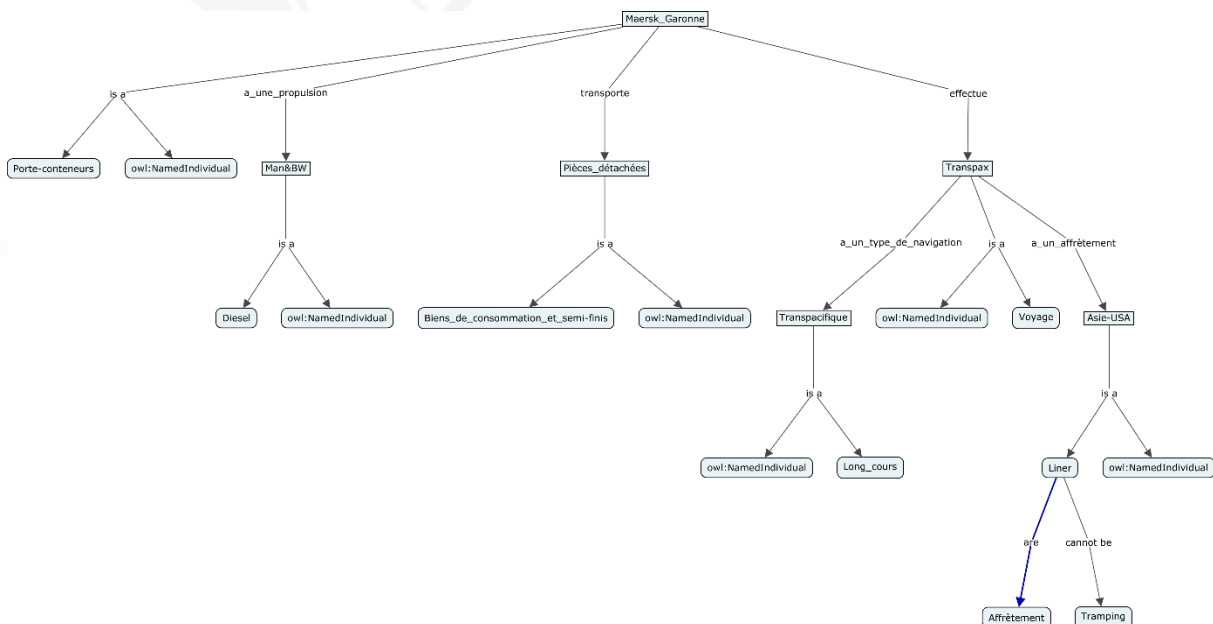 Maersk_Garonne
is a
a_une_propulsion
transporte
effectue
Porte-conteneurs
owl:NamedIndividual
Man&BW
Pièces_détachées
Transpax
is a
is a
a_un_type_de_navigation
is a
a_un_affrètement
Diesel
owl:NamedIndividual
Biens_de_consommation_et_semi-finis
owl:NamedIndividual
Transpacifique
owl:NamedIndividual
Voyage
Asie-USA
is a
is a
owl:NamedIndividual
Long_cours
Liner
owl:NamedIndividual
are
cannot be
Affrètement
Tramping